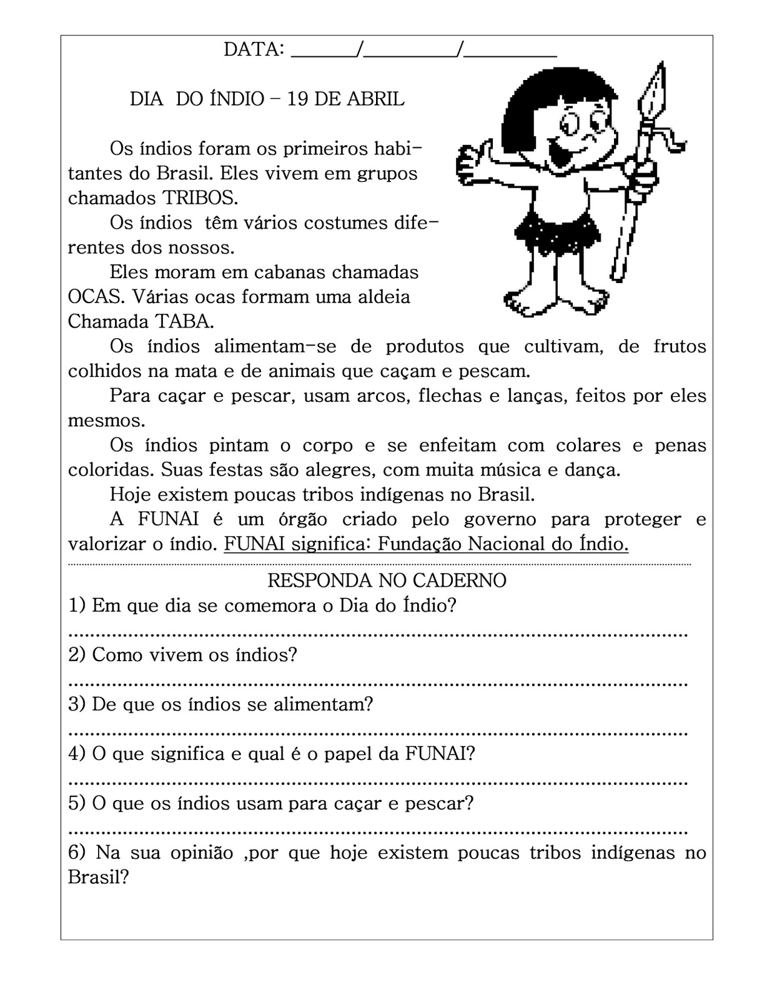 DATA: _______/__________/__________
DIA DO ÍNDIO – 19 DE ABRIL
Os índios foram os primeiros habi-
tantes do Brasil. Eles vivem em grupos
chamados TRIBOS.
Os índios têm vários costumes dife-
rentes dos nossos.
Eles moram em cabanas chamadas
OCAS. Várias ocas formam uma aldeia
Chamada TABA.
Os índios alimentam-se de produtos que cultivam, de frutos
colhidos na mata e de animais que caçam e pescam.
Para caçar e pescar, usam arcos, flechas e lanças, feitos por eles
mesmos.
Os índios pintam o corpo e se enfeitam com colares e penas
coloridas. Suas festas são alegres, com muita música e dança.
Hoje existem poucas tribos indígenas no Brasil.
A FUNAI é um órgão criado pelo governo para proteger e
valorizar o índio. FUNAI significa: Fundação Nacional do Índio.
RESPONDA NO CADERNO
1) Em que dia se comemora o Dia do Índio?
2) Como vivem os índios?
3) De que os índios se alimentam?
4) O que significa e qual é o papel da FUNAI?
5) O que os índios usam para caçar e pescar?
6) Na sua opinião ,por que hoje existem poucas tribos indígenas no
Brasil?